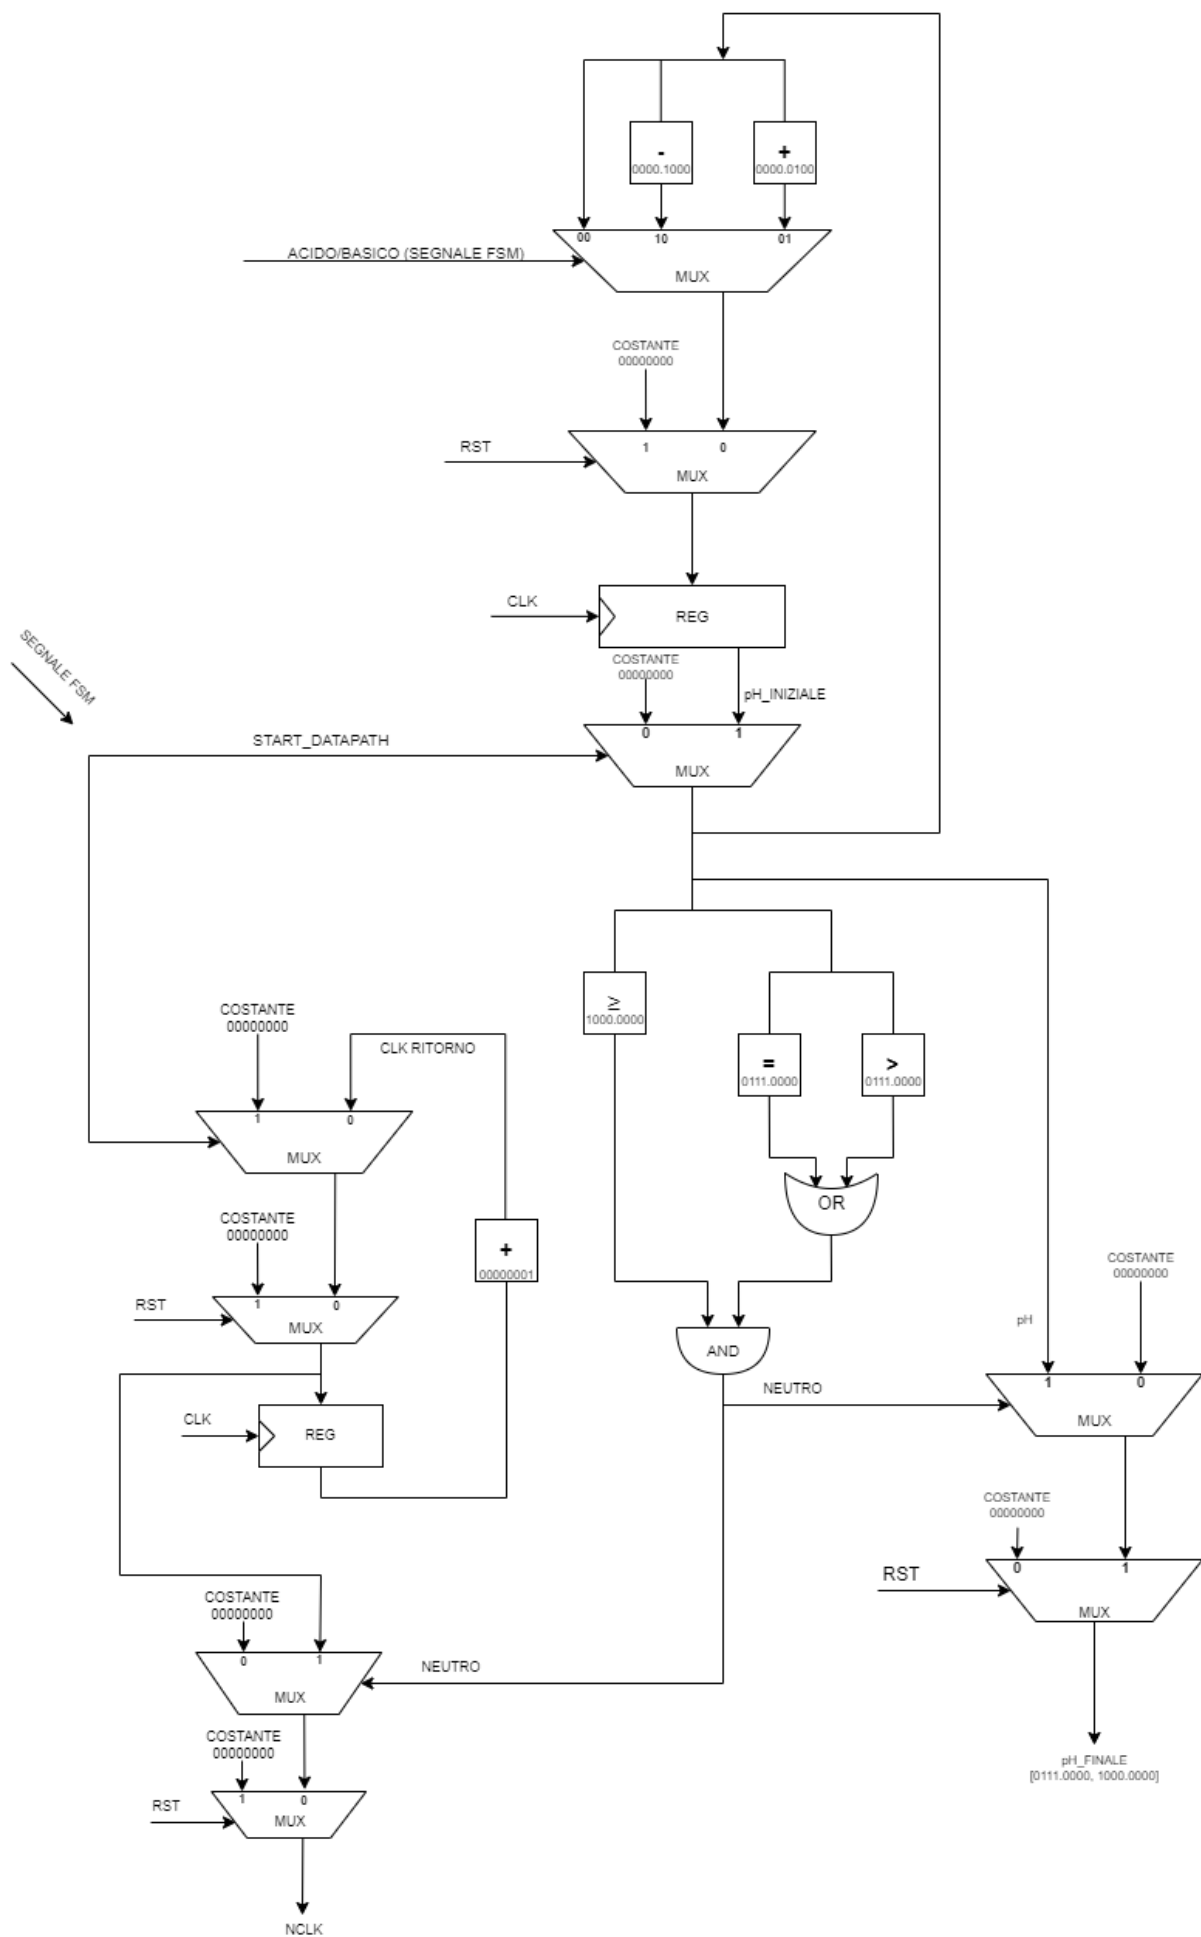 -
0000.1000
+
0000.0100
00
10
01
ACIDO/BASICO (SEGNALE FSM)
MUX
COSTANTE
00000000
RST
1
0
MUX
CLK
REG
COSTANTE
00000000
pH_INIZIALE
SEGNALE FSM
START_DATAPATH
0
1
MUX
≥
1000.0000
COSTANTE
00000000
CLK RITORNO
=
0111.0000
>
0111.0000
1
0
MUX
OR
COSTANTE
00000000
+
00000001
COSTANTE
00000000
RST
1
0
MUX
pH
AND
NEUTRO
1
0
MUX
CLK
REG
COSTANTE
00000000
RST
0
1
MUX
COSTANTE
00000000
0
1
NEUTRO
MUX
COSTANTE
00000000
pH_FINALE
[0111.0000, 1000.0000]
RST
1
0
MUX
NCLK